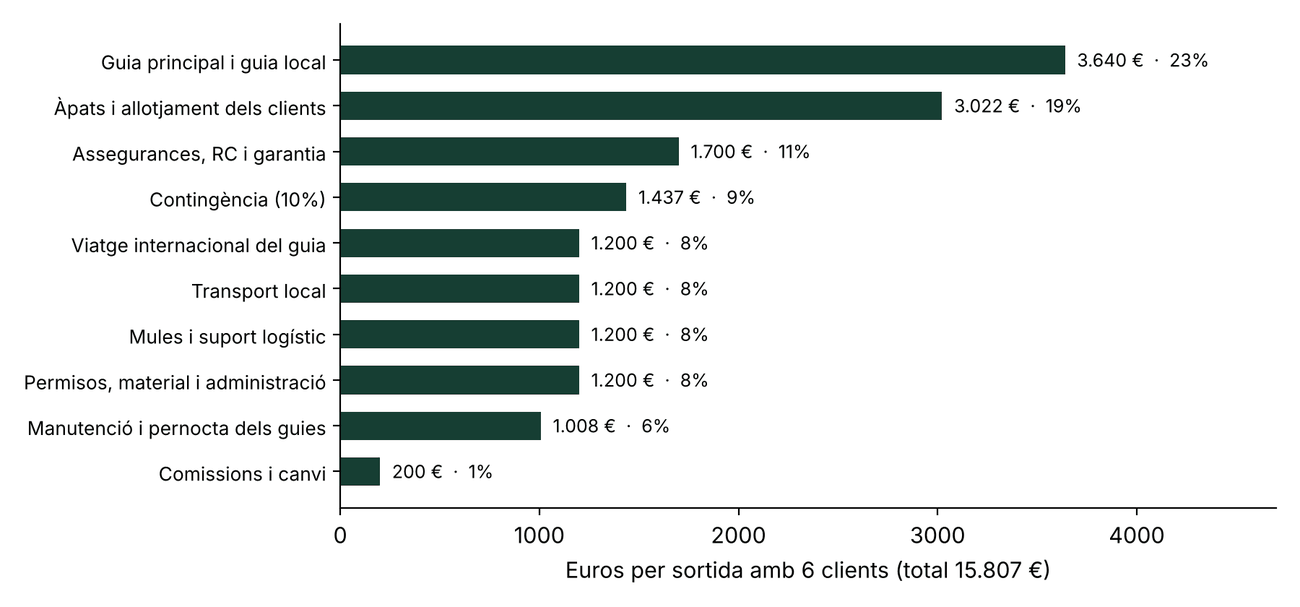 Guia principal i guia local 3.640 € · 23%
Àpats i allotjament dels clients 3.022 € · 19%
Assegurances, RC i garantia 1.700 € · 11%
Contingència (10%) 1.437 € · 9%
Viatge internacional del guia 1.200 € · 8%
Transport local 1.200 € · 8%
Mules i suport logístic 1.200 € · 8%
Permisos, material i administració 1.200 € · 8%
Manutenció i pernocta dels guies 1.008 € · 6%
Comissions i canvi 200 € · 1%
0 1000 2000 3000 4000
Euros per sortida amb 6 clients (total 15.807 €)